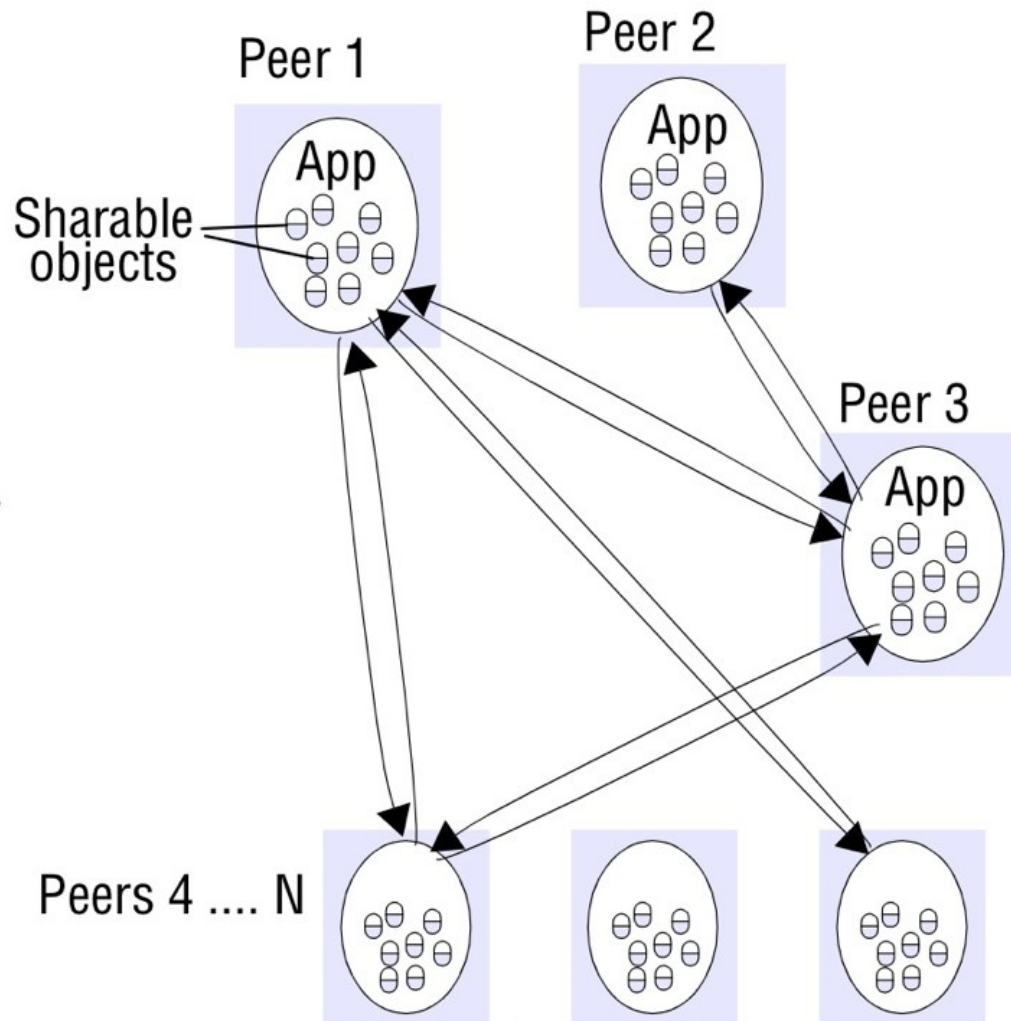 Peer 1
Peer 2
App
App
Sharable
objects
Peer 3
App
Peers 4 .... N